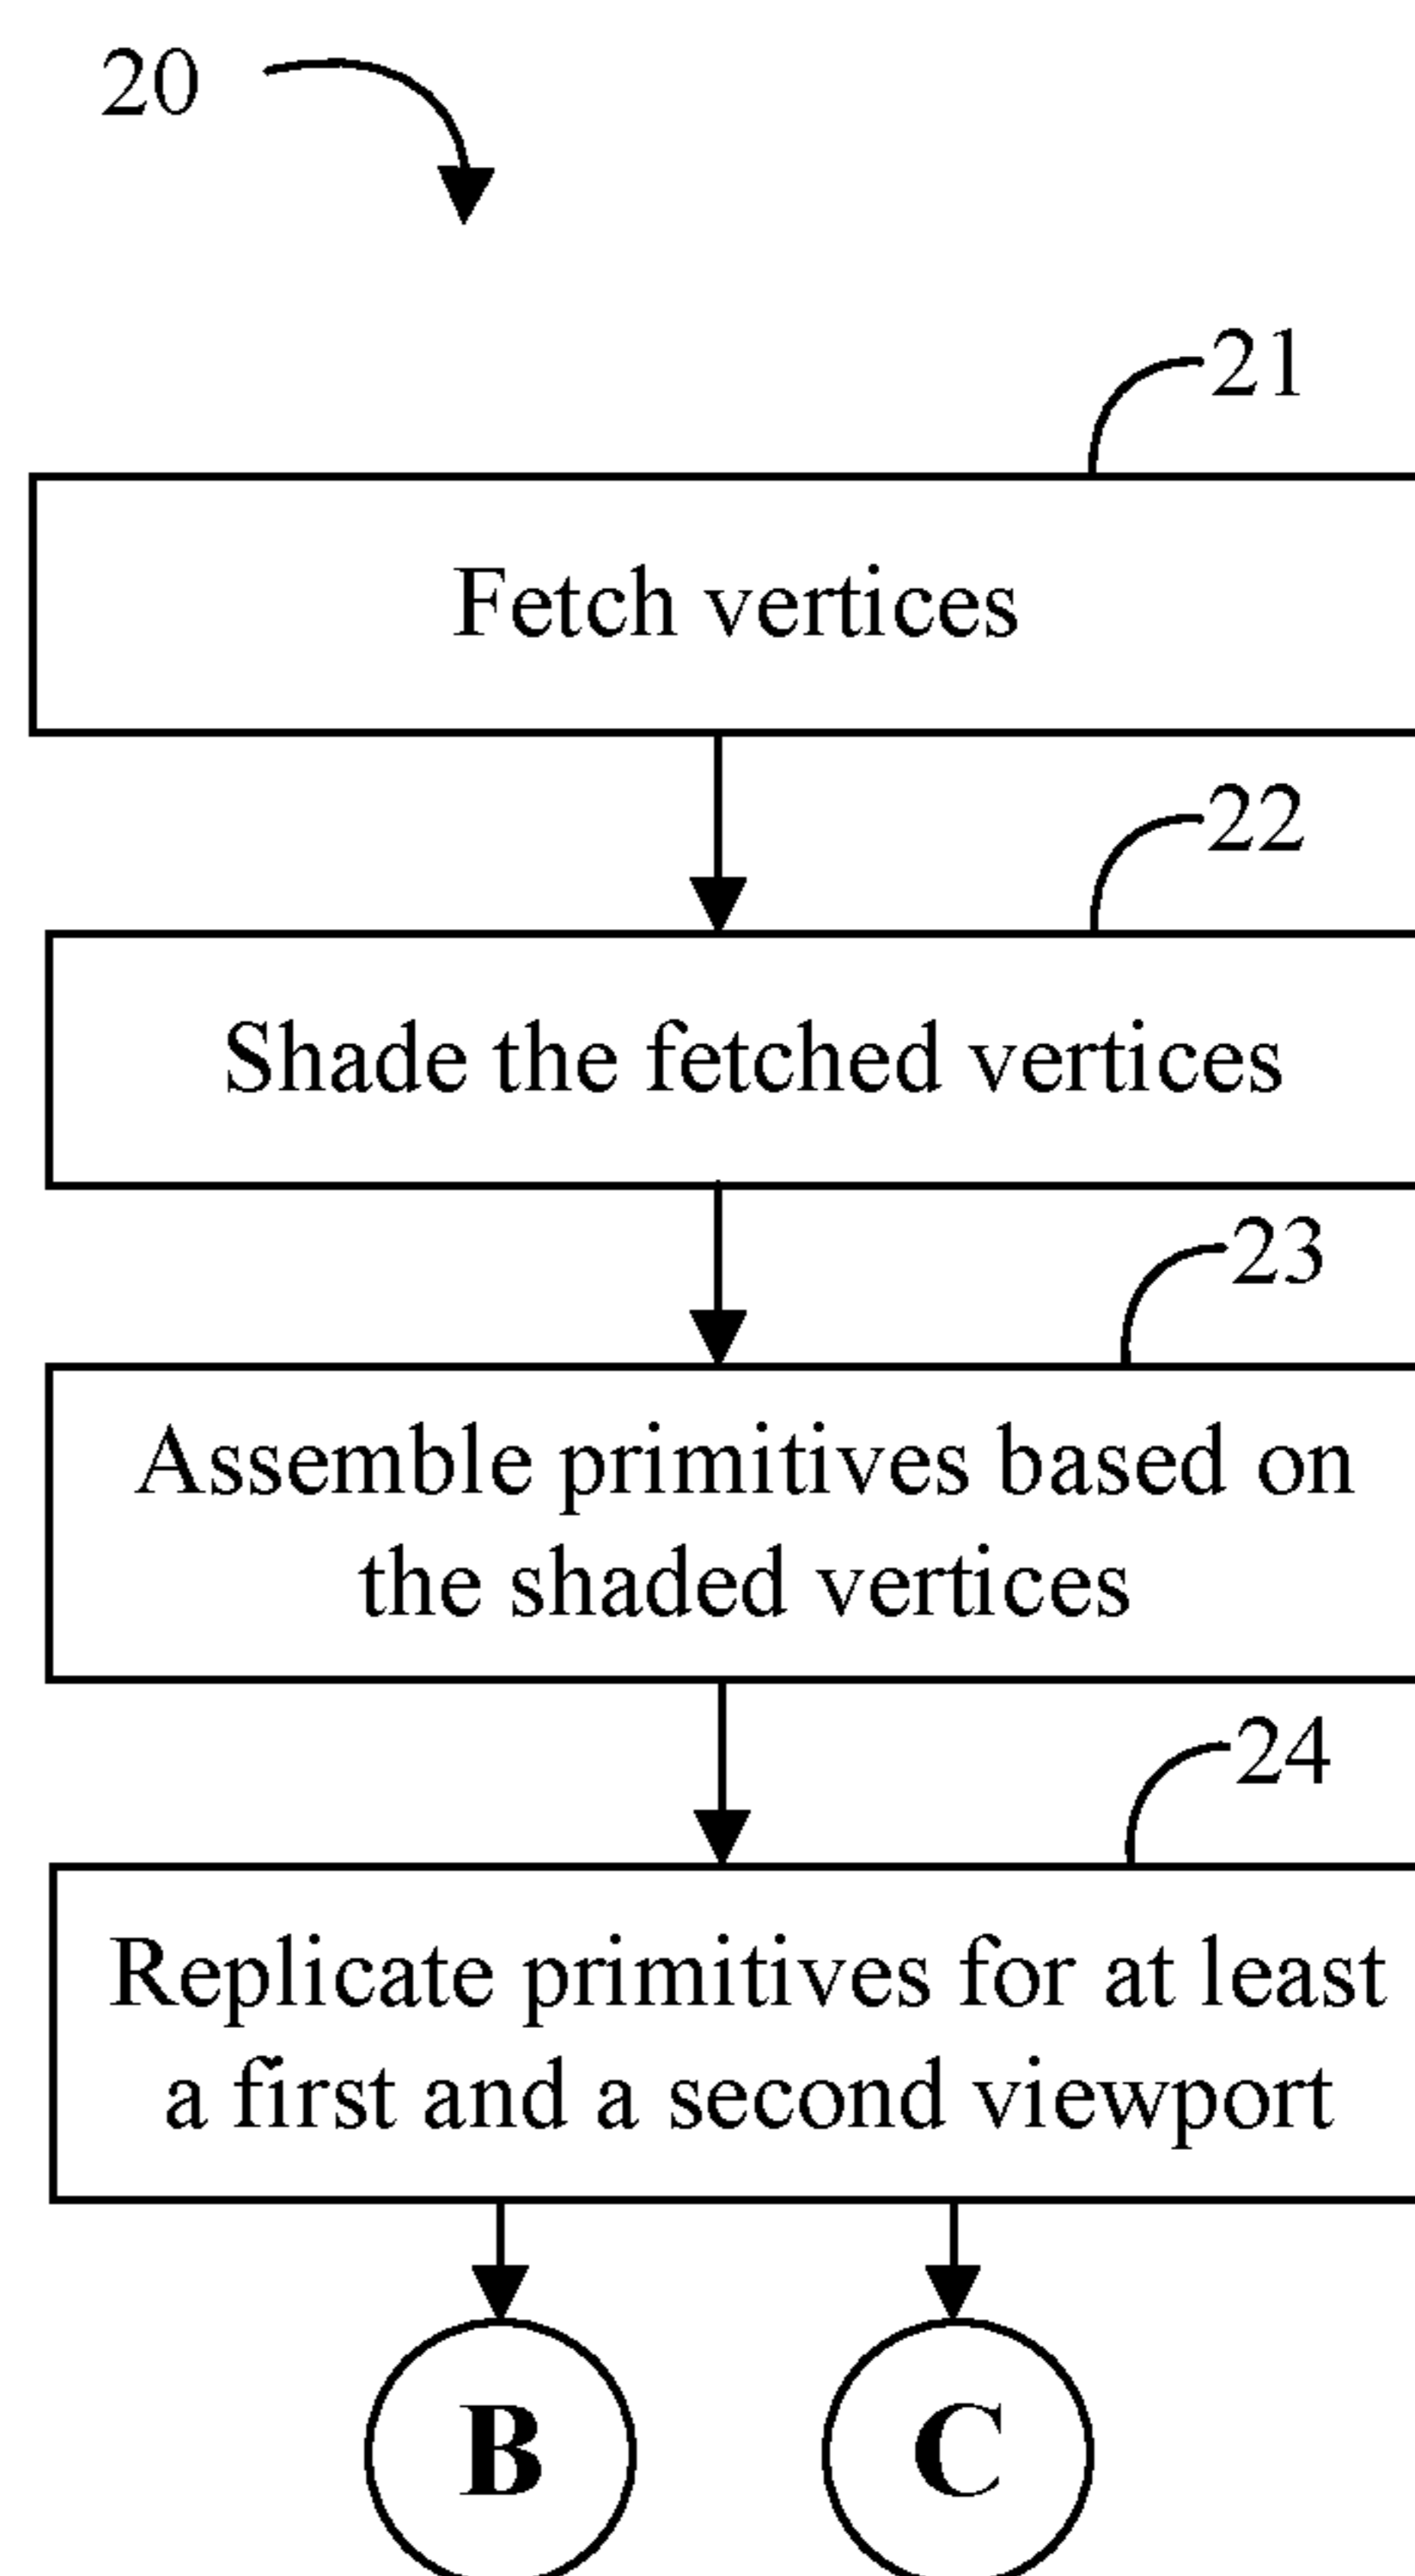 20
21
Fetch vertices
22
Shade the fetched vertices
23
Assemble primitives based on
the shaded vertices
24
Replicate primitives for at least
a first and a second viewport
B
C